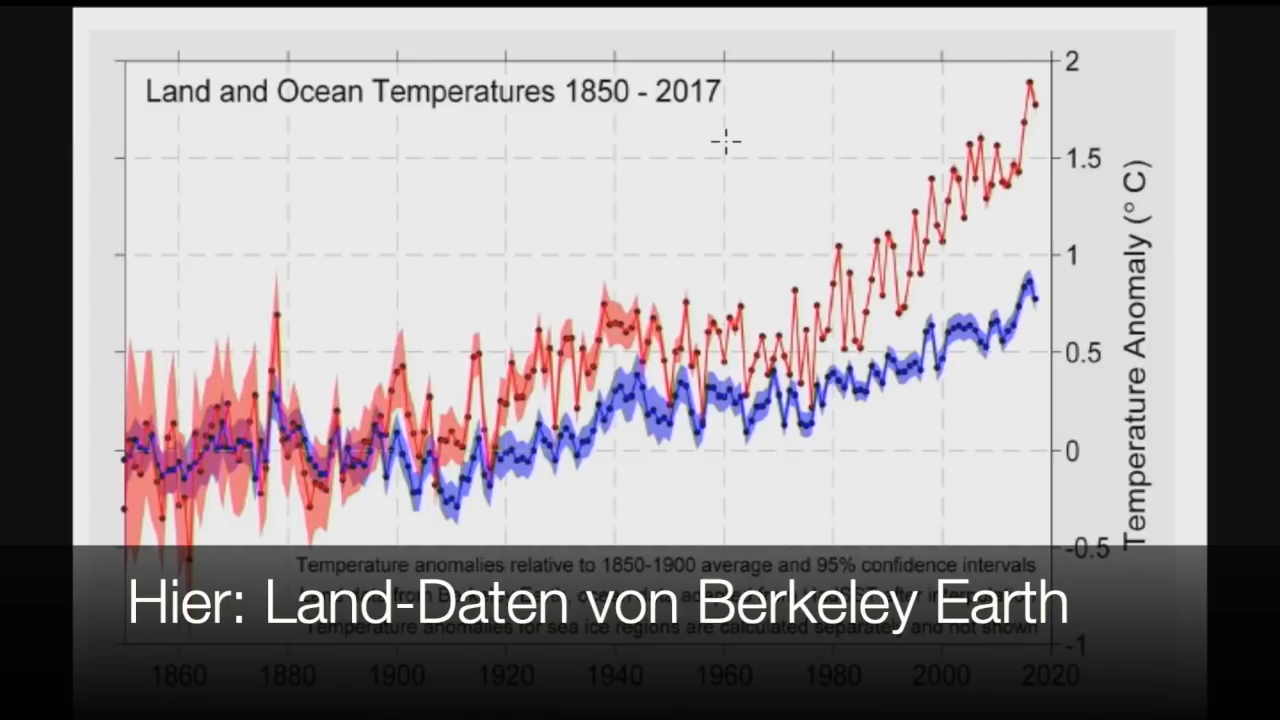 Land and Ocean Temperatures 1850 - 2017
2
1.5
1
0.5
0
-0.5
-1
Temperature Anomaly (° C)
Temperature anomalies relative to 1850-1900 average and 95% confidence intervals
Hier: Land-Daten von Berkeley Earth
Temperature anomalies for sea ice regions are calculated separately and not shown
1860 1880 1900 1920 1940 1960 1980 2000 2020